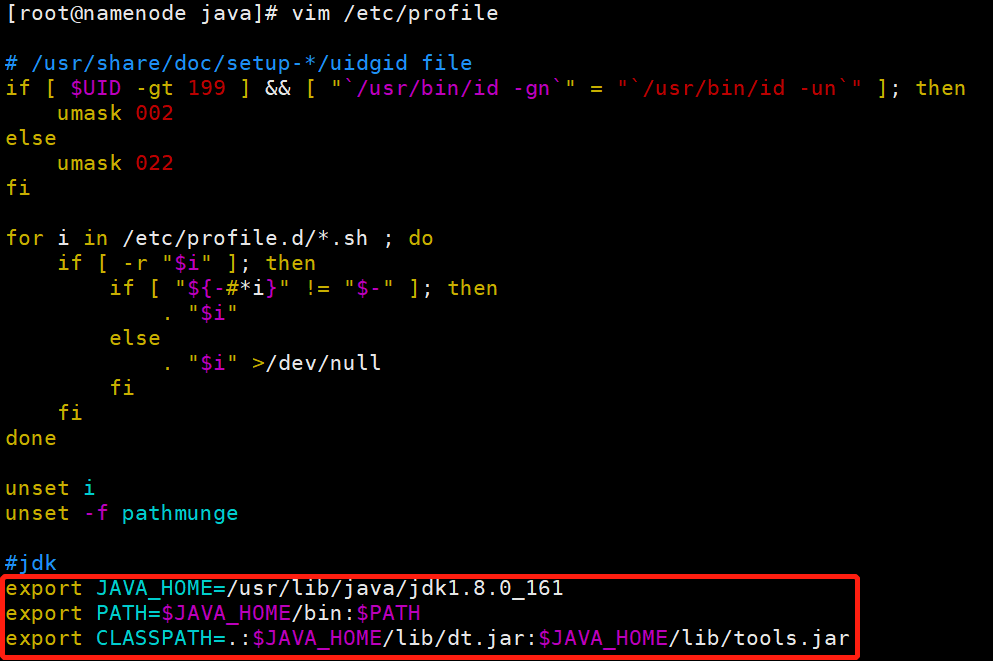 [root@namenode java]# vim /etc/profile
# /usr/share/doc/setup-*/uidgid file
if [ $UID -gt 199 ] && [ "`/usr/bin/id -gn`" = "`/usr/bin/id -un`" ]; then
    umask 002
else
    umask 022
fi
for i in /etc/profile.d/*.sh ; do
    if [ -r "$i" ]; then
        if [ "${-#*i}" != "$-" ]; then
            . "$i"
        else
            . "$i" >/dev/null
        fi
    fi
done
unset i
unset -f pathmunge
#jdk
export JAVA_HOME=/usr/lib/java/jdk1.8.0_161
export PATH=$JAVA_HOME/bin:$PATH
export CLASSPATH=.:$JAVA_HOME/lib/dt.jar:$JAVA_HOME/lib/tools.jar